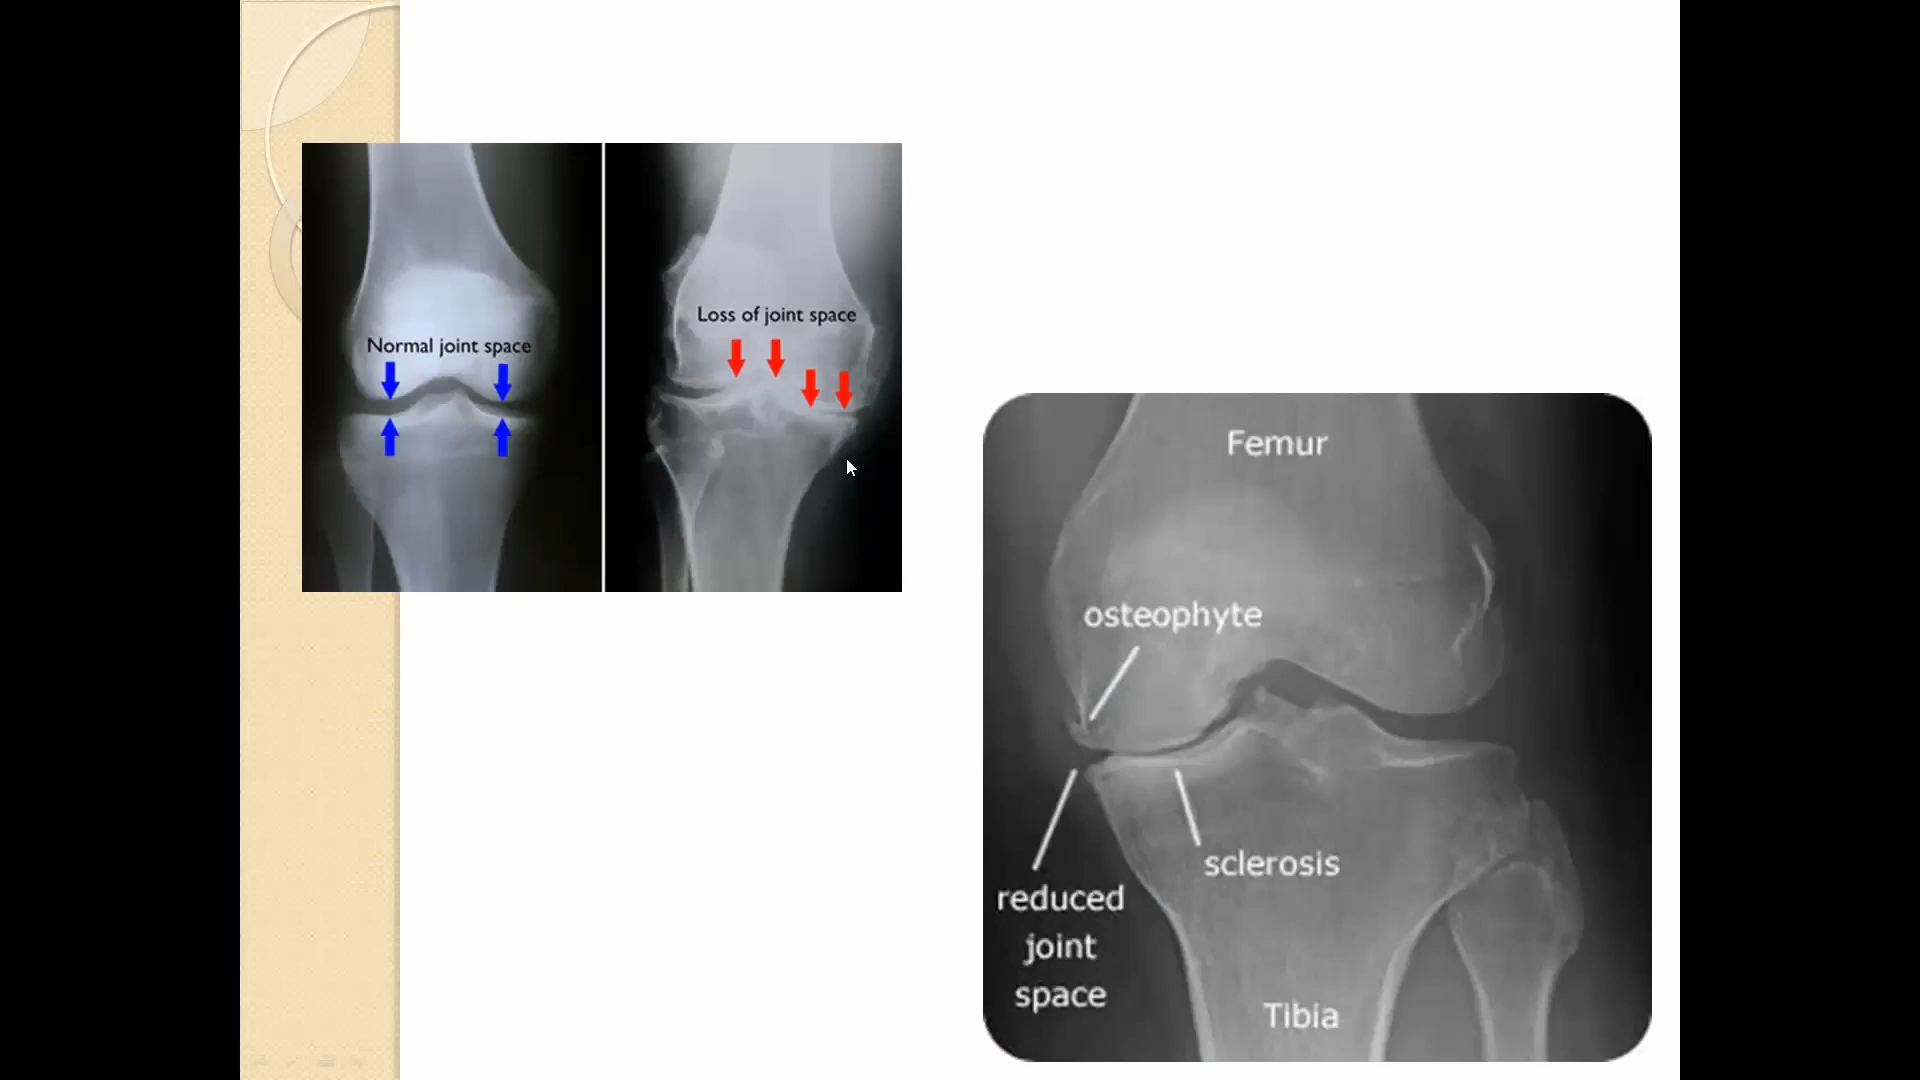 Normal joint space
Loss of joint space
Femur
osteophyte
sclerosis
reduced
joint
space
Tibia